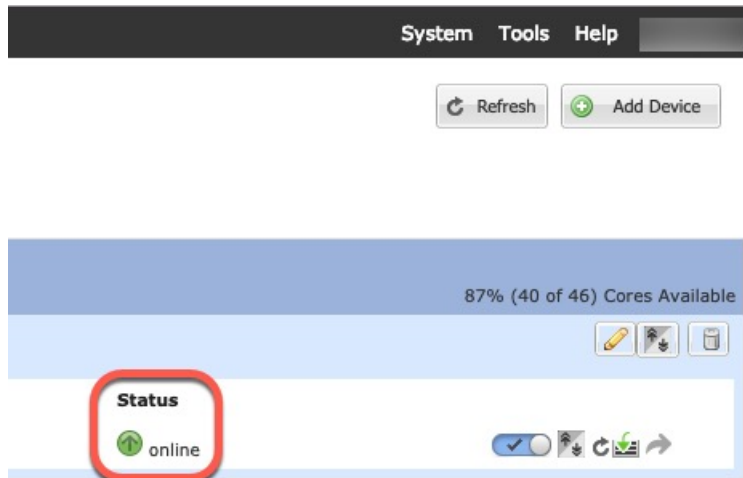 System Tools Help
Refresh Add Device
87% (40 of 46) Cores Available
Status
online